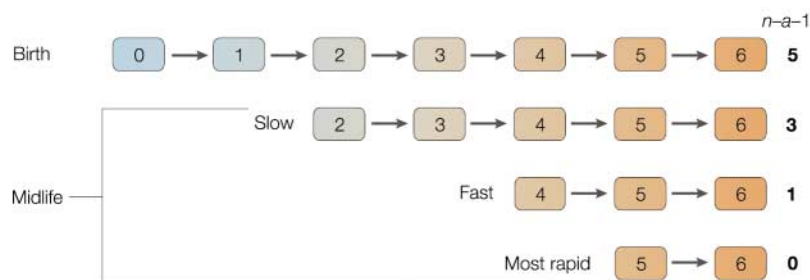 n–a–1
Birth 0 1 2 3 4 5 6 5
Slow 2 3 4 5 6 3
Midlife
Fast 4 5 6 1
Most rapid 5 6 0